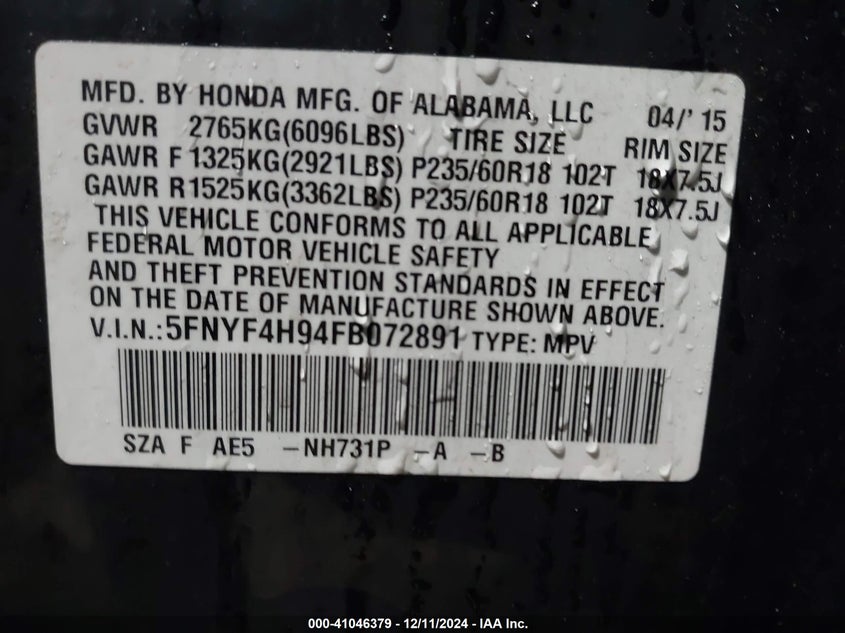 MFD. BY HONDA MFG. OF ALABAMA, LLC 04/' 15
GVWR 2765KG(6096LBS) TIRE SIZE RIM SIZE
GAWR F 1325KG(2921LBS) P235/60R18 102T 18X7.5J
GAWR R1525KG(3362LBS) P235/60R18 102T 18X7.5J
THIS VEHICLE CONFORMS TO ALL APPLICABLE
FEDERAL MOTOR VEHICLE SAFETY
AND THEFT PREVENTION STANDARDS IN EFFECT
ON THE DATE OF MANUFACTURE SHOWN ABOVE.
V.I.N.:5FNYF4H94FB072891 TYPE: MPV
SZA F AE5 –NH731P –A –B
000-41046379 - 12/11/2024 - IAA Inc.